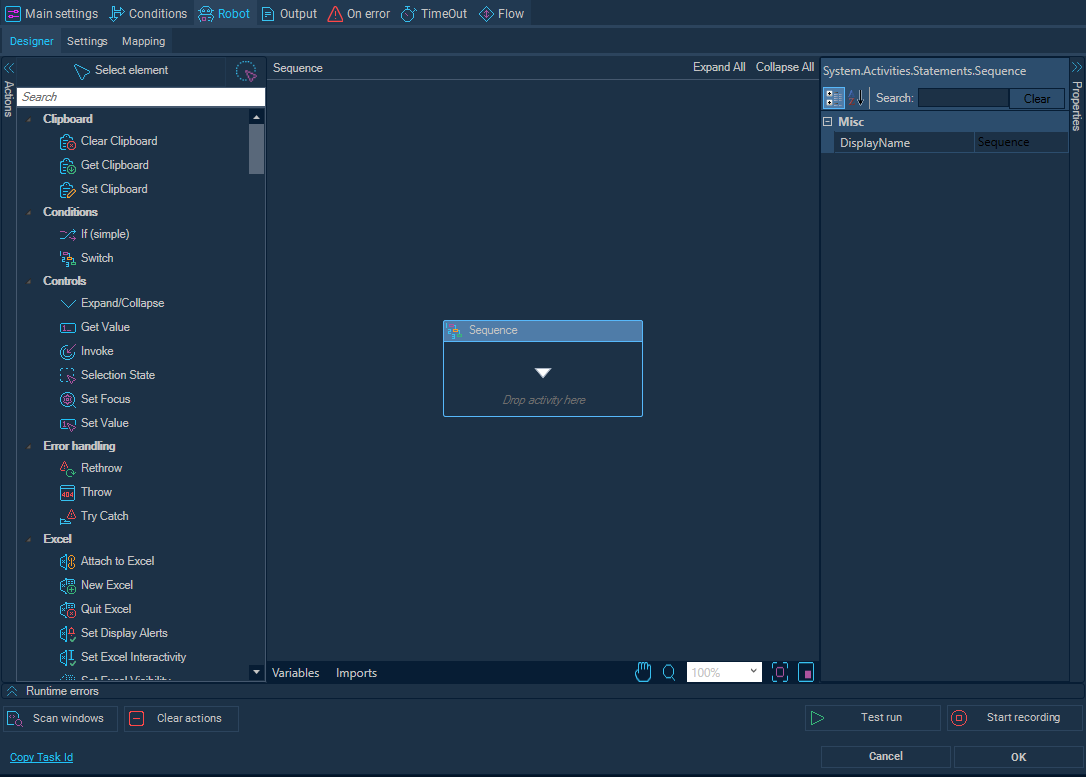 Main settings Conditions Robot Output On error TimeOut Flow
Designer Settings Mapping
Actions
Select element
Search
Clipboard
Clear Clipboard
Get Clipboard
Set Clipboard
Conditions
If (simple)
Switch
Controls
Expand/Collapse
Get Value
Invoke
Selection State
Set Focus
Set Value
Error handling
Rethrow
Throw
Try Catch
Excel
Attach to Excel
New Excel
Quit Excel
Set Display Alerts
Set Excel Interactivity
Set Excel Visibility
Sequence Expand All Collapse All
Sequence
Drop activity here
Variables Imports 100%
System.Activities.Statements.Sequence
Search: Clear
Misc
DisplayName Sequence
Properties
Runtime errors
Scan windows Clear actions Test run Start recording
Copy Task Id Cancel OK